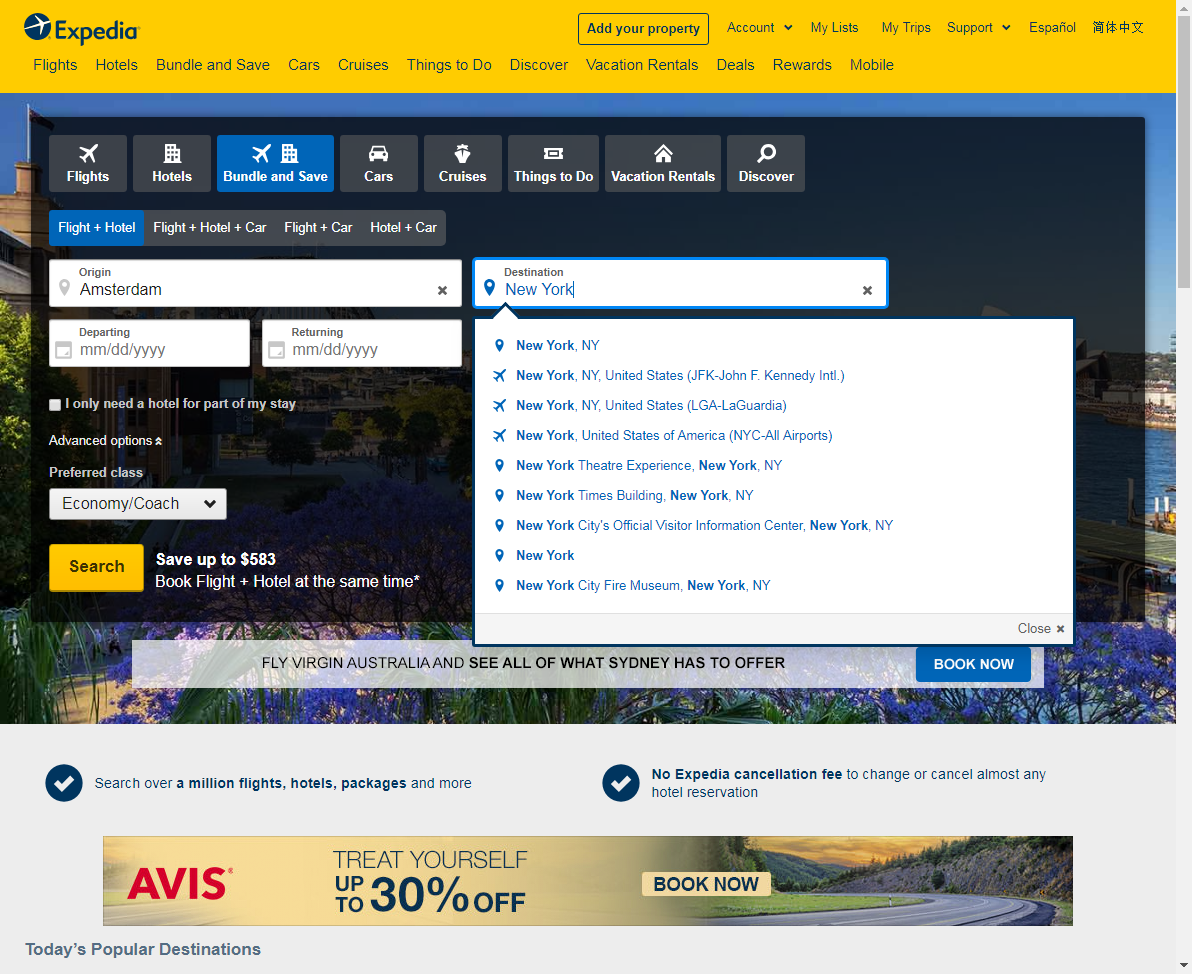 Expedia
Add your property
Account
My Lists
My Trips
Support
Español
简体中文
Flights
Hotels
Bundle and Save
Cars
Cruises
Things to Do
Discover
Vacation Rentals
Deals
Rewards
Mobile
Flights
Hotels
Bundle and Save
Cars
Cruises
Things to Do
Vacation Rentals
Discover
Flight + Hotel
Flight + Hotel + Car
Flight + Car
Hotel + Car
Origin
Amsterdam
Destination
New York
Departing
mm/dd/yyyy
Returning
mm/dd/yyyy
I only need a hotel for part of my stay
Advanced options
Preferred class
Economy/Coach
Search
Save up to $583
Book Flight + Hotel at the same time*
New York, NY
New York, NY, United States (JFK-John F. Kennedy Intl.)
New York, NY, United States (LGA-LaGuardia)
New York, United States of America (NYC-All Airports)
New York Theatre Experience, New York, NY
New York Times Building, New York, NY
New York City's Official Visitor Information Center, New York, NY
New York
New York City Fire Museum, New York, NY
Close
FLY VIRGIN AUSTRALIA AND SEE ALL OF WHAT SYDNEY HAS TO OFFER
BOOK NOW
Search over a million flights, hotels, packages and more
No Expedia cancellation fee to change or cancel almost any
hotel reservation
AVIS®
TREAT YOURSELF
UP TO 30% OFF
BOOK NOW
Today's Popular Destinations